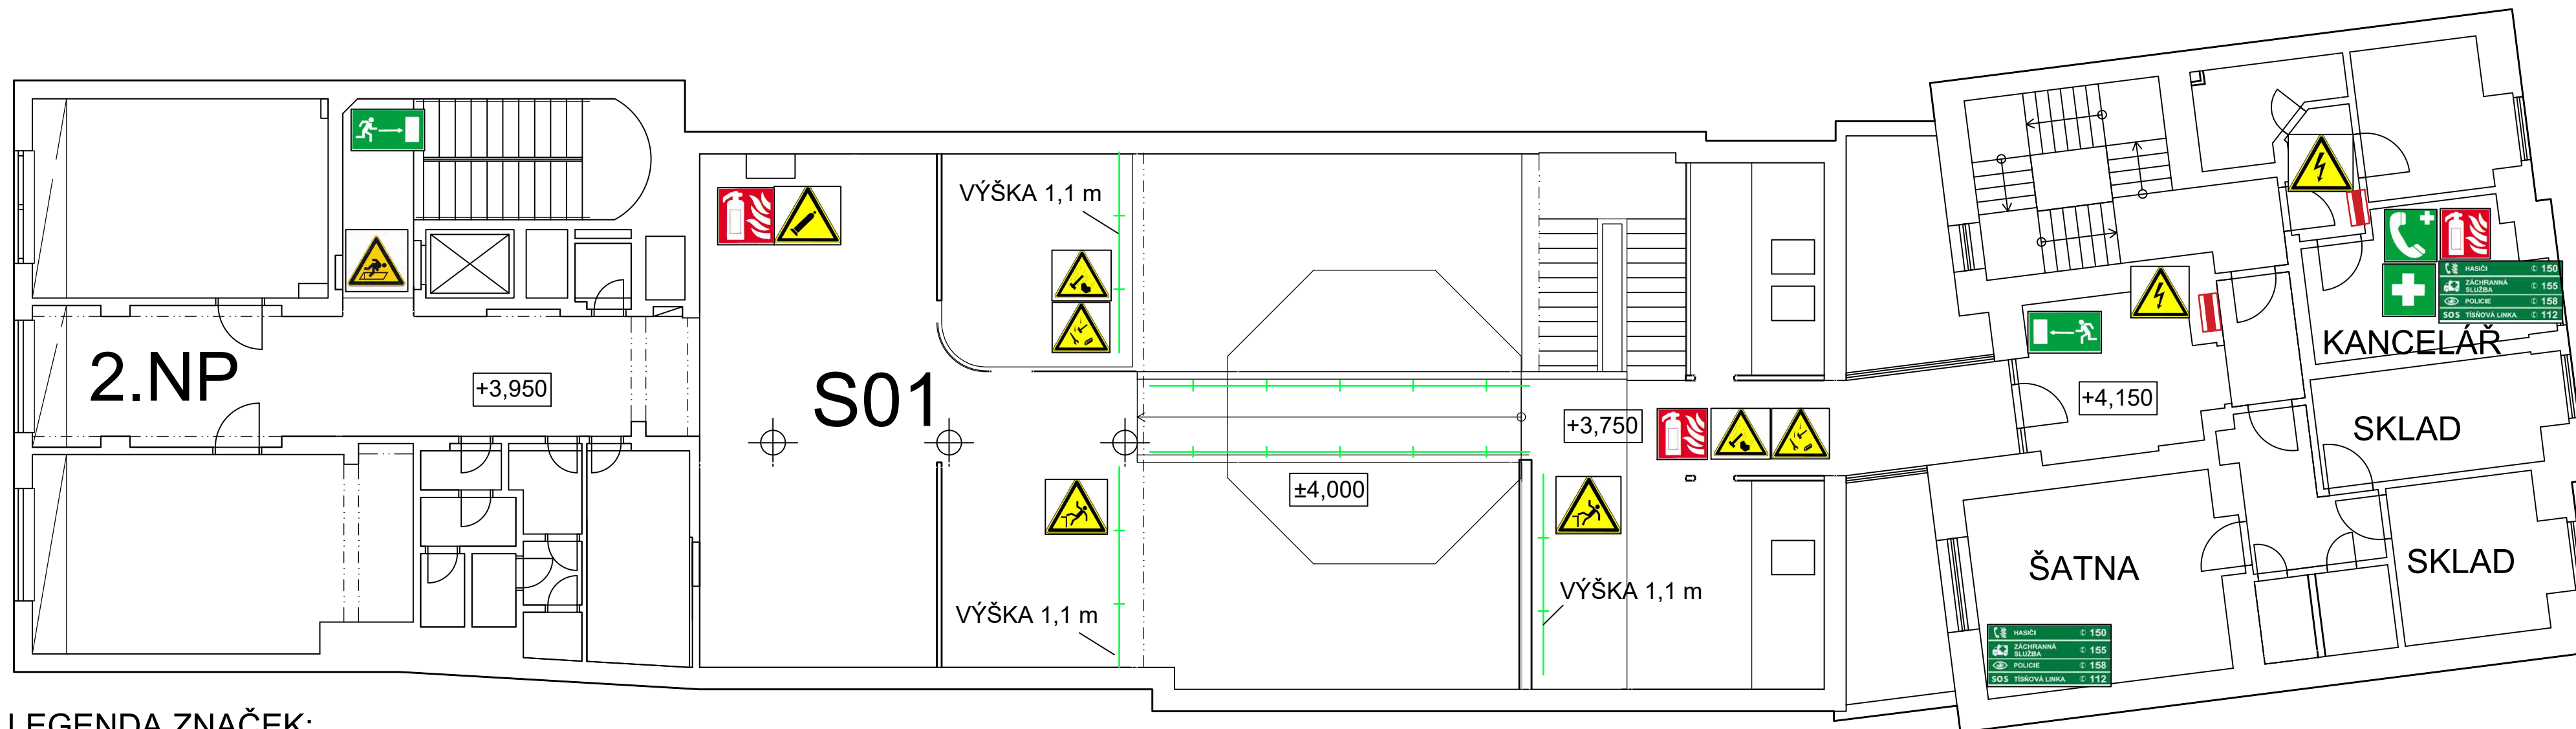 2.NP
+3,950
S01
VÝŠKA 1,1 m
VÝŠKA 1,1 m
±4,000
+3,750
VÝŠKA 1,1 m
+4,150
HASIČI 150
ZÁCHRANNÁ
SLUŽBA 155
POLICIE 158
SOS TÍSŇOVÁ LINKA 112
KANCELÁŘ
SKLAD
SKLAD
ŠATNA
HASIČI 150
ZÁCHRANNÁ
SLUŽBA 155
POLICIE 158
SOS TÍSŇOVÁ LINKA 112
LEGENDA ZNAČEK: